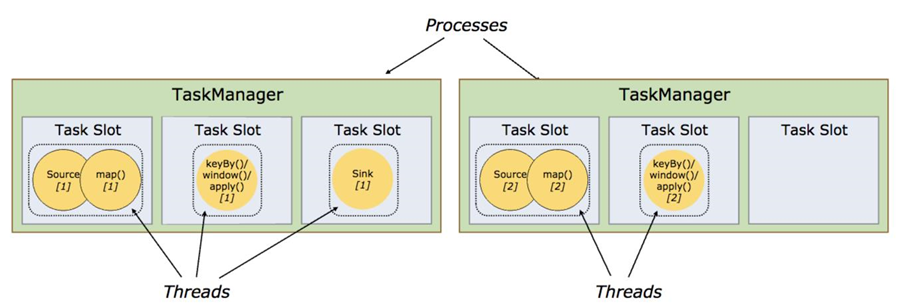 Processes
TaskManager
Task Slot
Source
[1]
map()
[1]
Task Slot
keyBy()/
window()/
apply()
[1]
Task Slot
Sink
[1]
Threads
TaskManager
Task Slot
Source
[2]
map()
[2]
Task Slot
keyBy()/
window()/
apply()
[2]
Task Slot
Threads